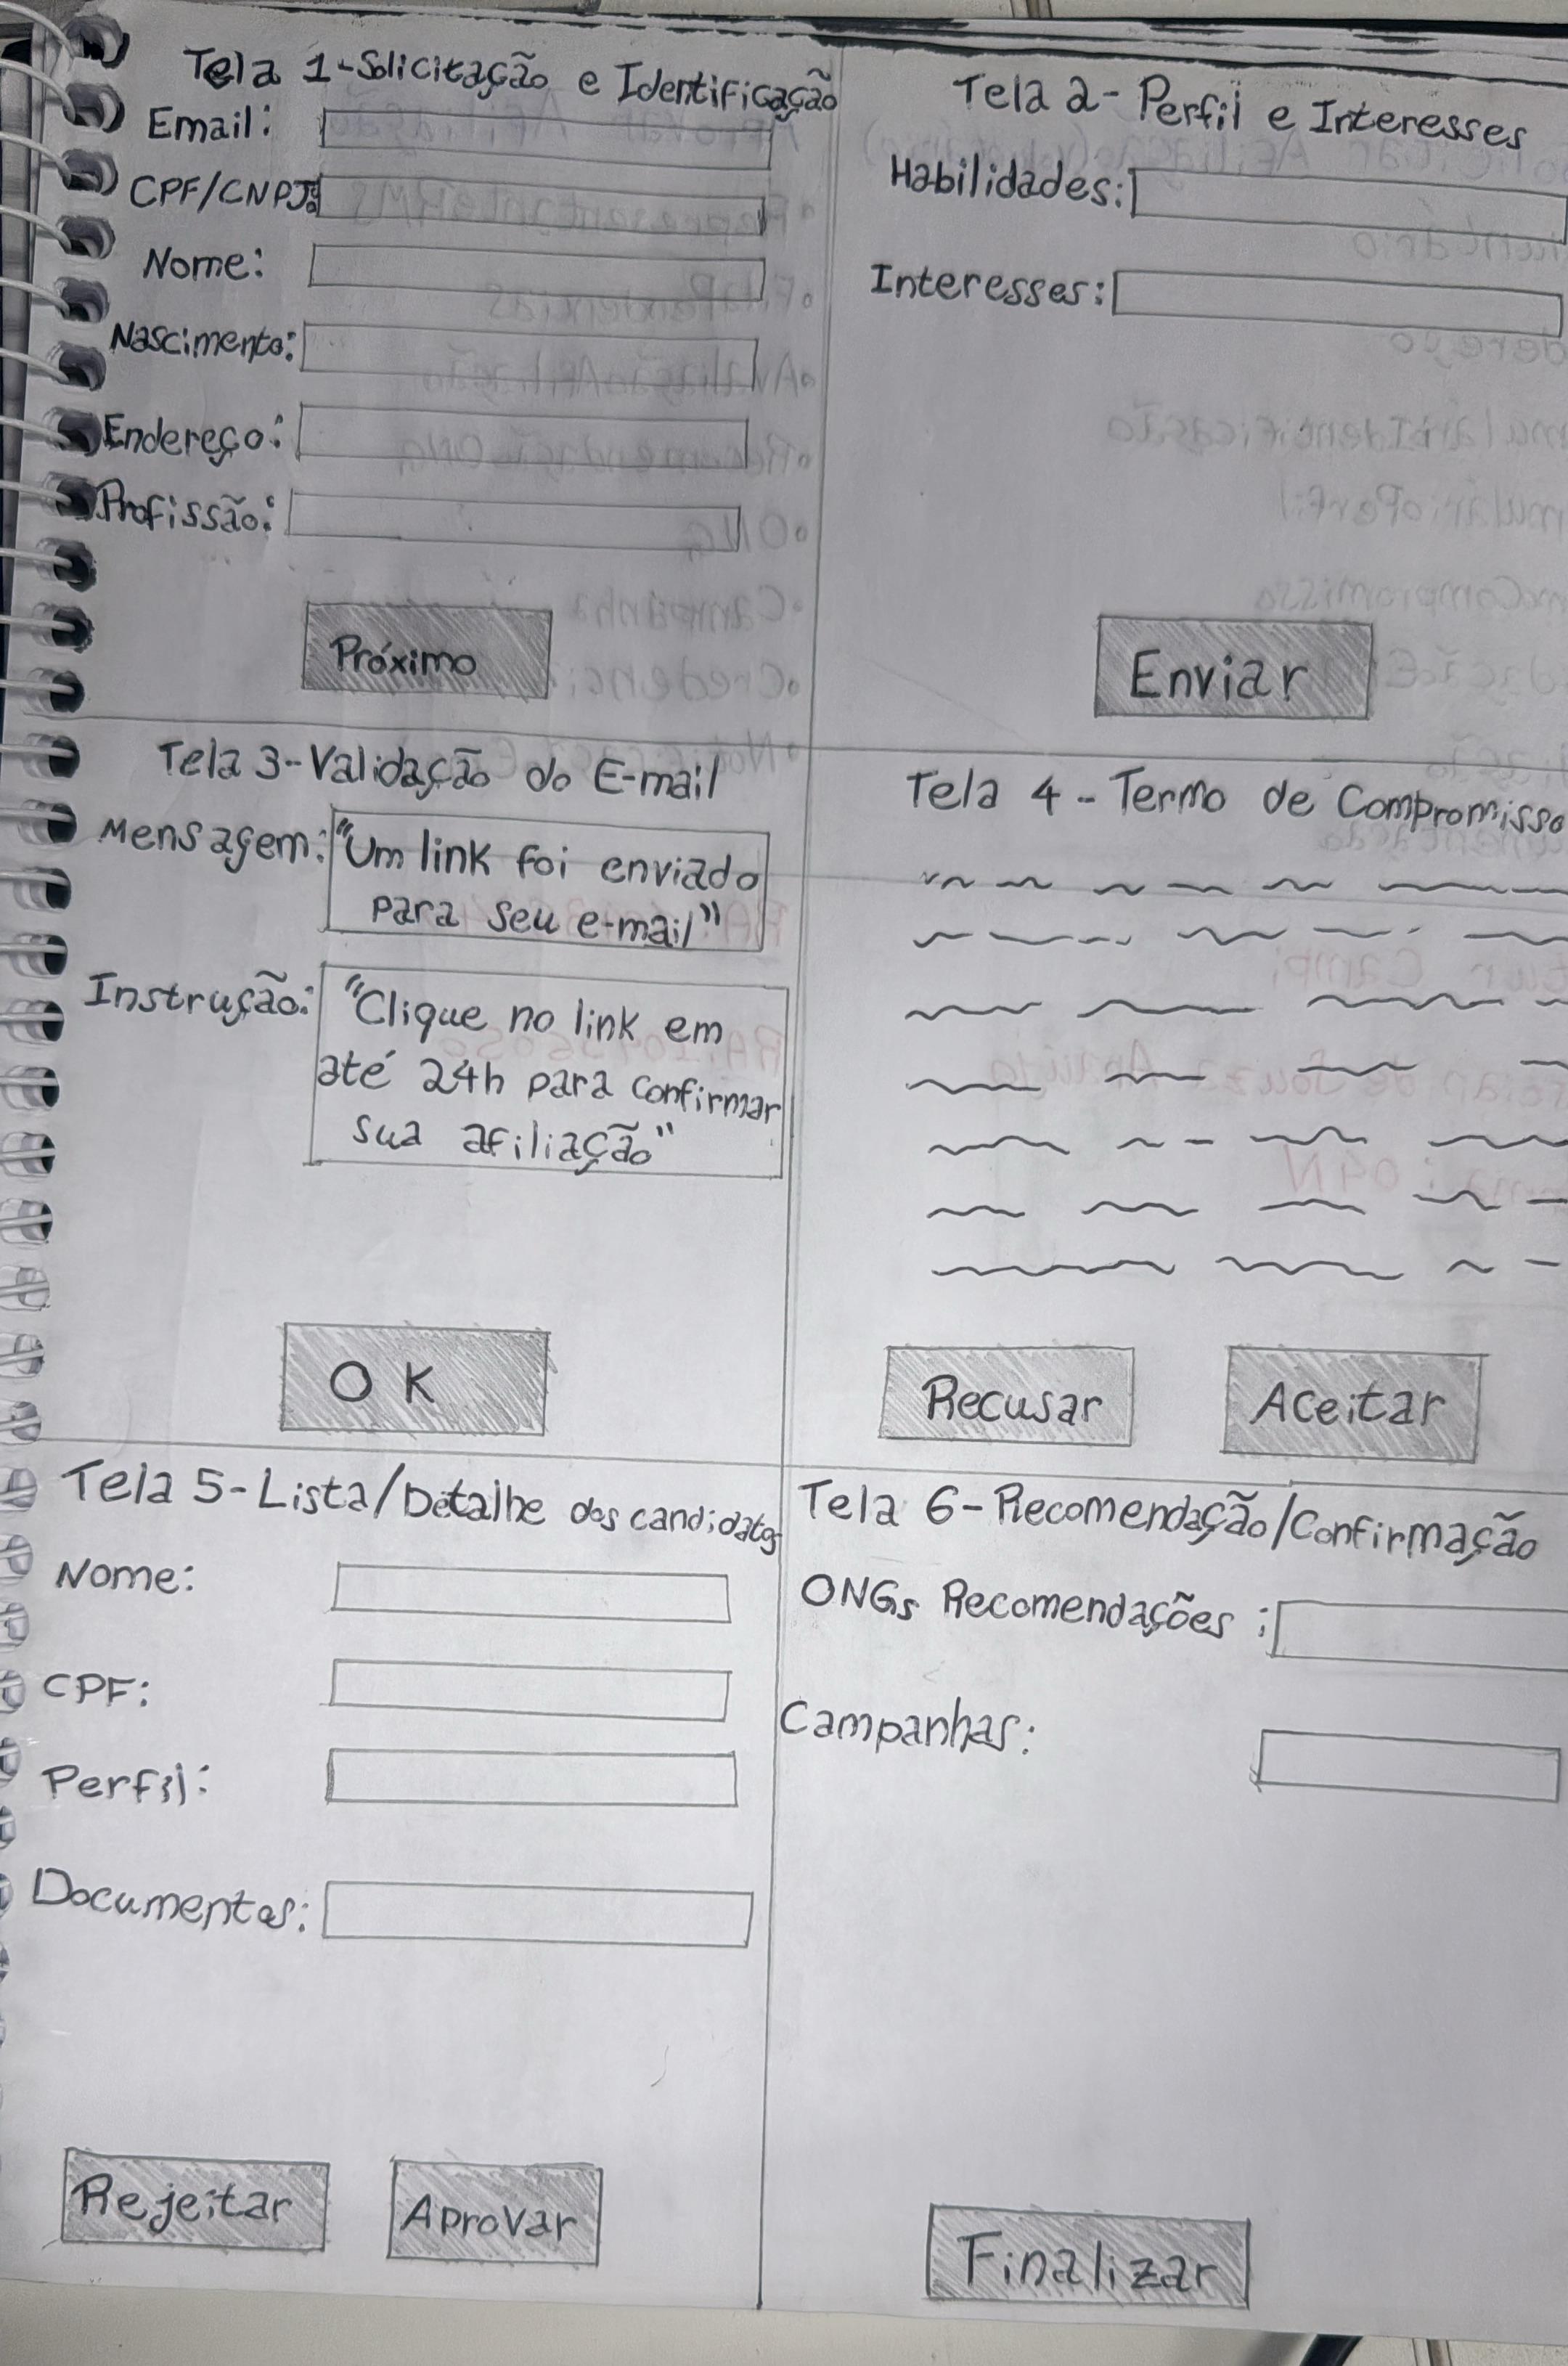 Tela 1-Solicitação e Identificação
Email:
CPF/CNPJ:
Nome:
Nascimento:
Endereço:
Profissão:
Próximo
Tela 2- Perfil e Interesses
Habilidades:
Interesses:
Enviar
Tela 3-Validação do E-mail
Mensagem: "Um link foi enviado
para seu e-mail"
Instrução: "Clique no link em
até 24h para confirmar
sua afiliação"
OK
Tela 4-Termo de Compromisso
Recusar Aceitar
Tela 5-Lista/Detalhe dos candidatos
Nome:
CPF:
Perfil:
Documentos:
Rejeitar Aprovar
Tela 6-Recomendação/Confirmação
ONGs Recomendações:
Campanhas:
Finalizar